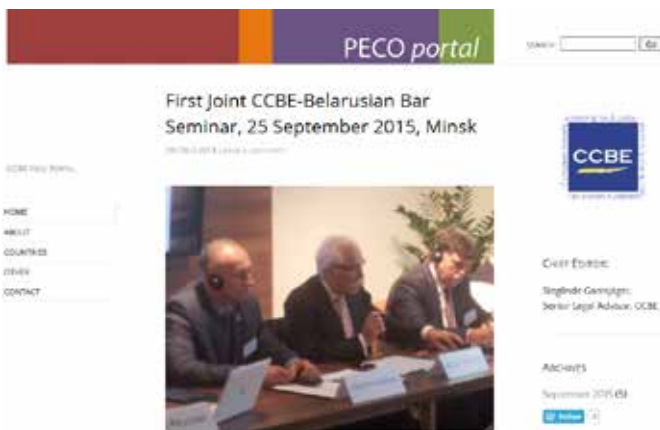 PECO portal
SEARCH
Go
First Joint CCBE-Belarusian Bar
Seminar, 25 September 2015, Minsk
HOME
ABOUT
COUNTRIES
OTHER
CONTACT
CCBE
CHIEF EDITOR:
Senior Legal Advisor, CCBE
ARCHIVES
September 2015 (5)
Follow